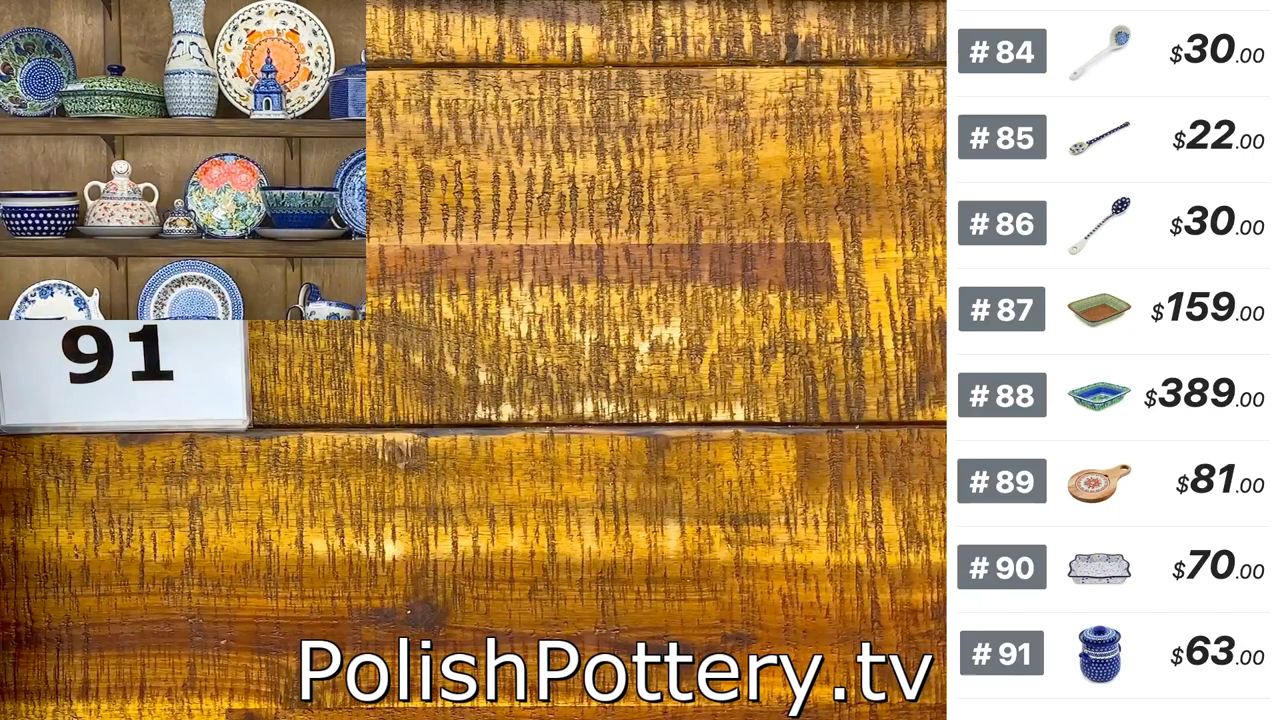 91
PolishPottery.tv
# 84 $30.00
# 85 $22.00
# 86 $30.00
# 87 $159.00
# 88 $389.00
# 89 $81.00
# 90 $70.00
# 91 $63.00